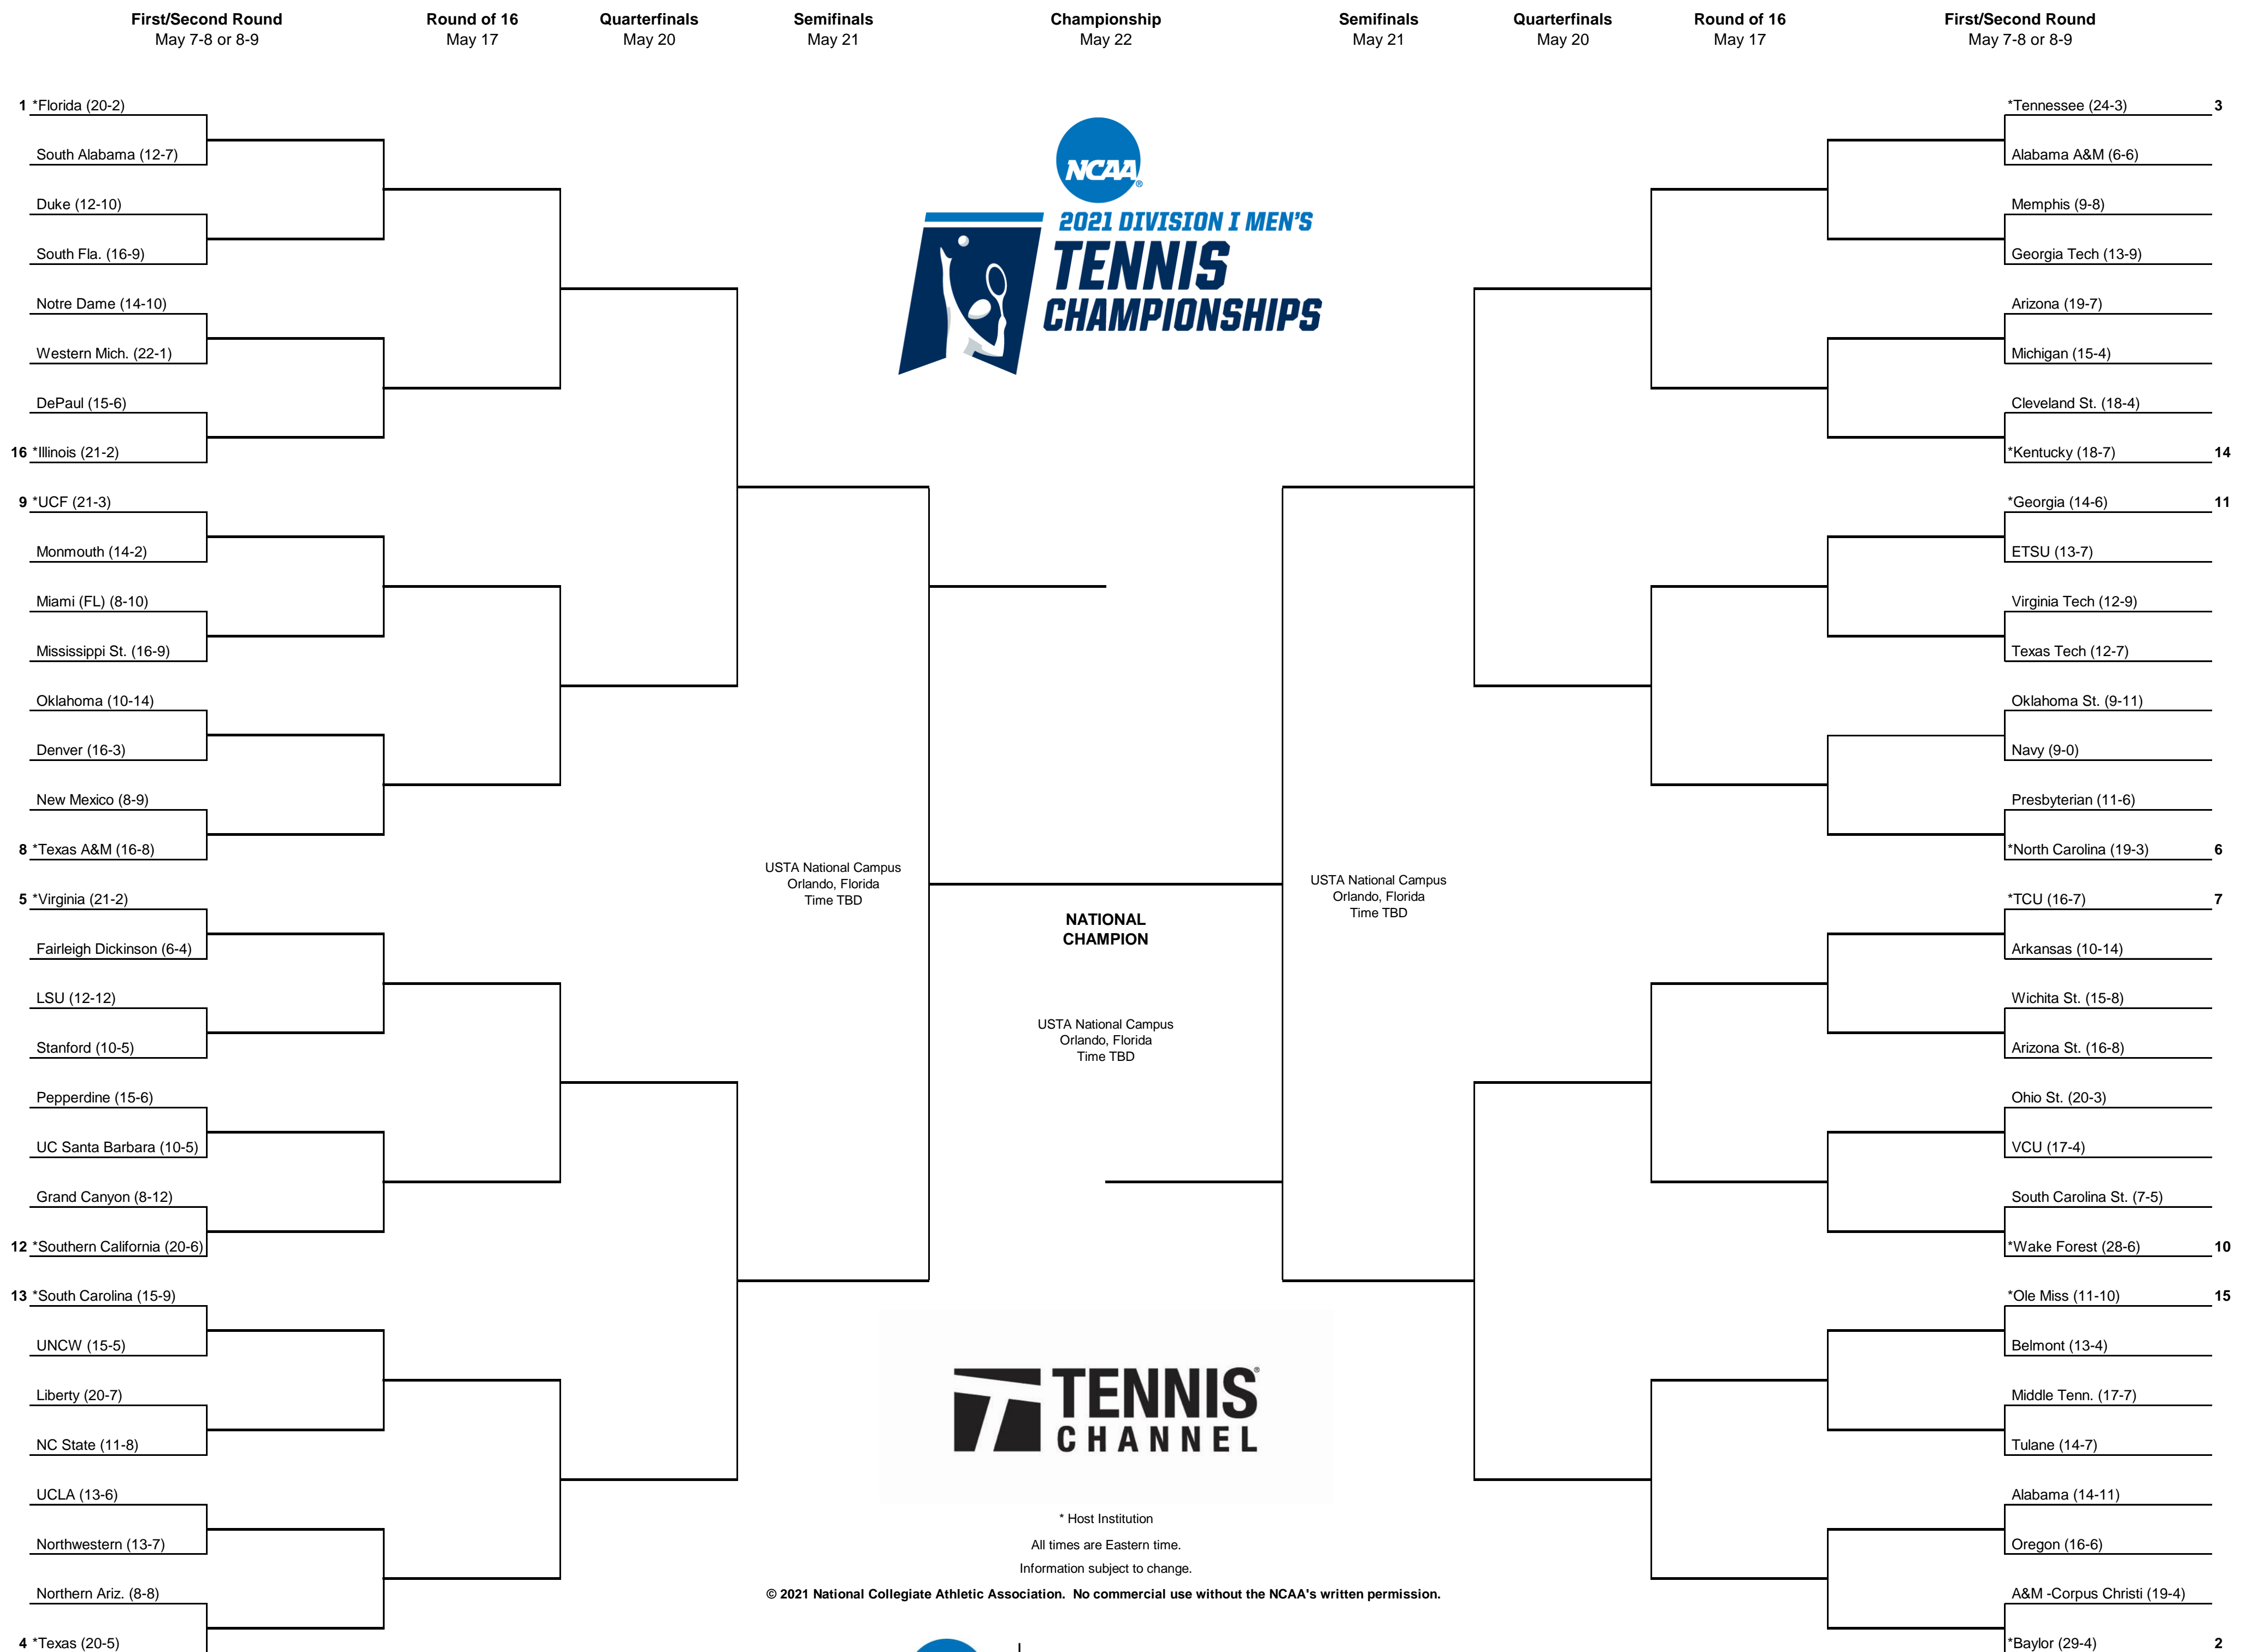 First/Second Round
May 7-8 or 8-9
Round of 16
May 17
Quarterfinals
May 20
Semifinals
May 21
Championship
May 22
Semifinals
May 21
Quarterfinals
May 20
Round of 16
May 17
First/Second Round
May 7-8 or 8-9
1 *Florida (20-2)
South Alabama (12-7)
Duke (12-10)
South Fla. (16-9)
Notre Dame (14-10)
Western Mich. (22-1)
DePaul (15-6)
16 *Illinois (21-2)
9 *UCF (21-3)
Monmouth (14-2)
Miami (FL) (8-10)
Mississippi St. (16-9)
Oklahoma (10-14)
Denver (16-3)
New Mexico (8-9)
8 *Texas A&M (16-8)
5 *Virginia (21-2)
Fairleigh Dickinson (6-4)
LSU (12-12)
Stanford (10-5)
Pepperdine (15-6)
UC Santa Barbara (10-5)
Grand Canyon (8-12)
12 *Southern California (20-6)
13 *South Carolina (15-9)
UNCW (15-5)
Liberty (20-7)
NC State (11-8)
UCLA (13-6)
Northwestern (13-7)
Northern Ariz. (8-8)
4 *Texas (20-5)
NCAA®
2021 DIVISION I MEN'S
TENNIS
CHAMPIONSHIPS
USTA National Campus
Orlando, Florida
Time TBD
NATIONAL
CHAMPION
USTA National Campus
Orlando, Florida
Time TBD
USTA National Campus
Orlando, Florida
Time TBD
TENNIS®
CHANNEL
* Host Institution
All times are Eastern time.
Information subject to change.
© 2021 National Collegiate Athletic Association. No commercial use without the NCAA's written permission.
*Tennessee (24-3) 3
Alabama A&M (6-6)
Memphis (9-8)
Georgia Tech (13-9)
Arizona (19-7)
Michigan (15-4)
Cleveland St. (18-4)
*Kentucky (18-7) 14
*Georgia (14-6) 11
ETSU (13-7)
Virginia Tech (12-9)
Texas Tech (12-7)
Oklahoma St. (9-11)
Navy (9-0)
Presbyterian (11-6)
*North Carolina (19-3) 6
*TCU (16-7) 7
Arkansas (10-14)
Wichita St. (15-8)
Arizona St. (16-8)
Ohio St. (20-3)
VCU (17-4)
South Carolina St. (7-5)
*Wake Forest (28-6) 10
*Ole Miss (11-10) 15
Belmont (13-4)
Middle Tenn. (17-7)
Tulane (14-7)
Alabama (14-11)
Oregon (16-6)
A&M -Corpus Christi (19-4)
*Baylor (29-4) 2